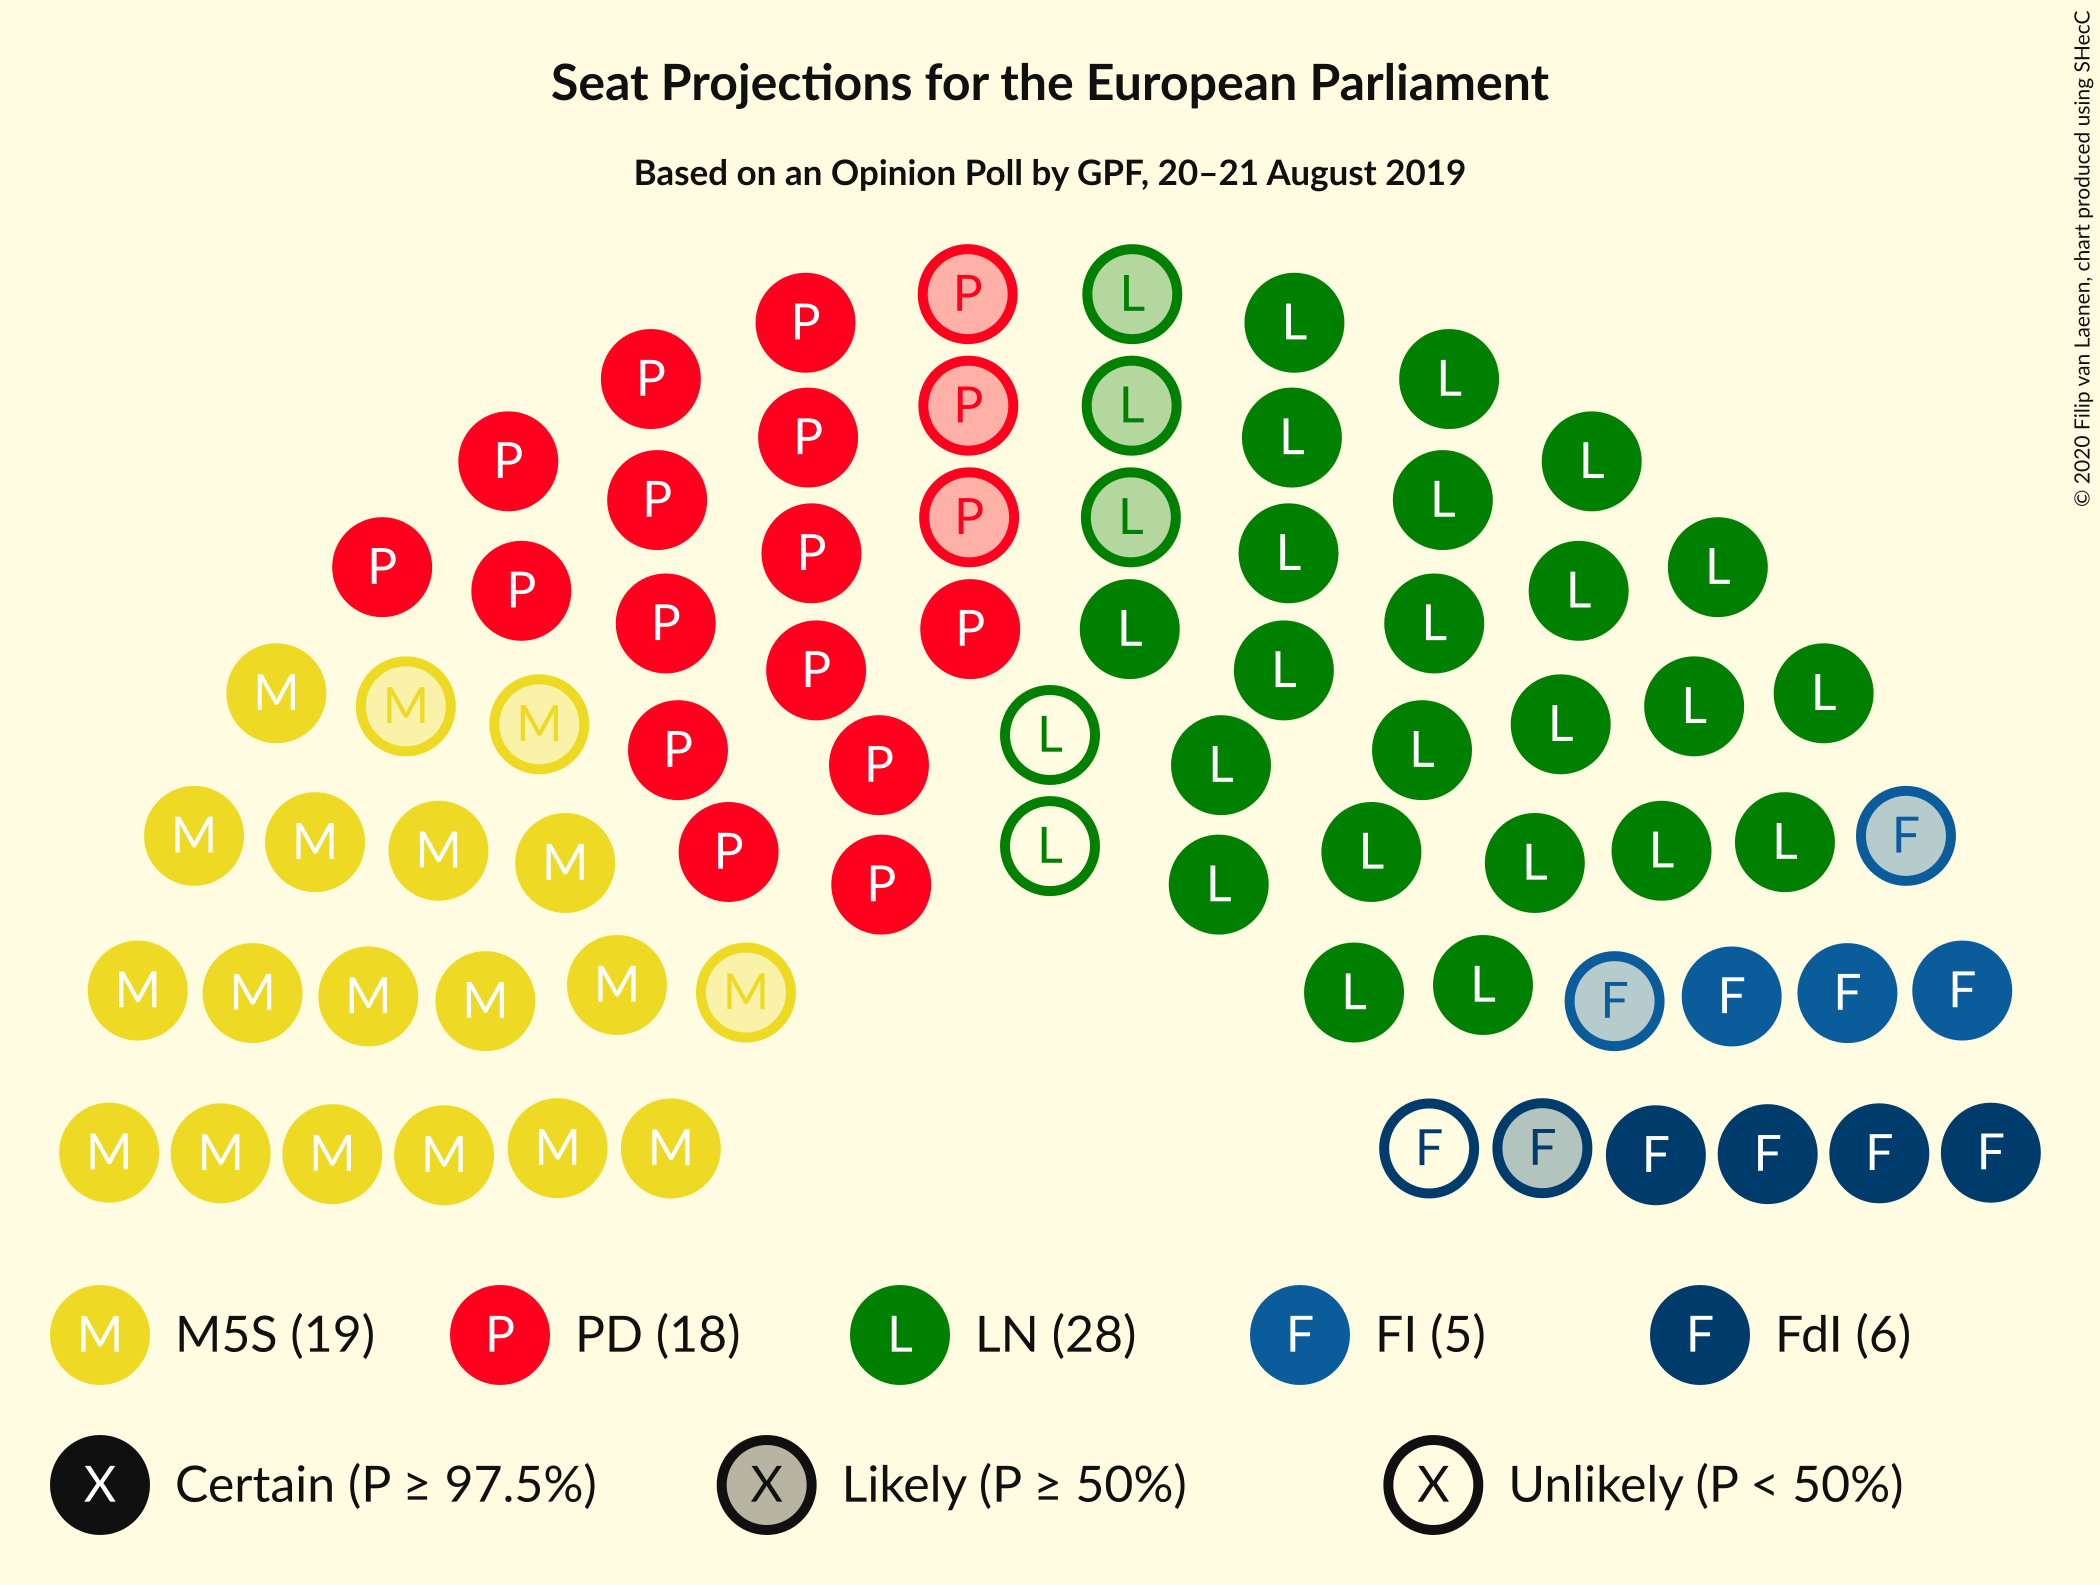 Seat Projections for the European Parliament
Based on an Opinion Poll by GPF, 20–21 August 2019
© 2020 Filip van Laenen, chart produced using SHecC
P L
P L
P L
P P L L
P P L L
P P L L
P P L L
P P L L
P P L L
M M M P P P L L L L L L
P L
M M M M P P L L L L L L F
M M M M M M L L F F F F
M M M M M M F F F F F F
M M5S (19) P PD (18) L LN (28) F FI (5) F FdI (6)
X Certain (P ≥ 97.5%) X Likely (P ≥ 50%) X Unlikely (P < 50%)